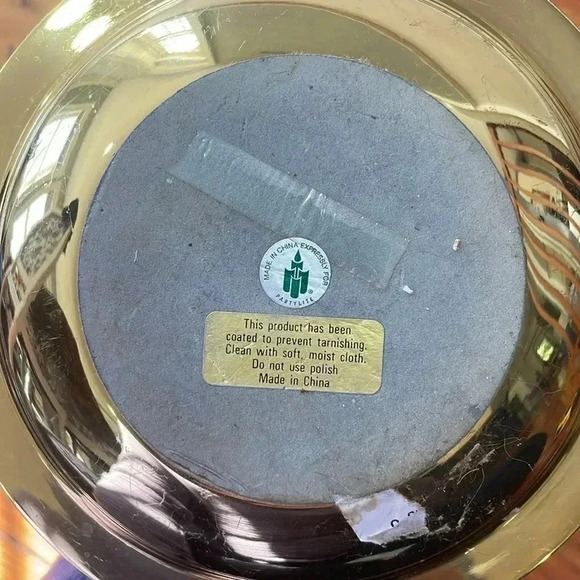 MADE IN CHINA EXPRESSLY FOR
PARTYLITE®
This product has been
coated to prevent tarnishing.
Clean with soft, moist cloth.
Do not use polish
Made in China